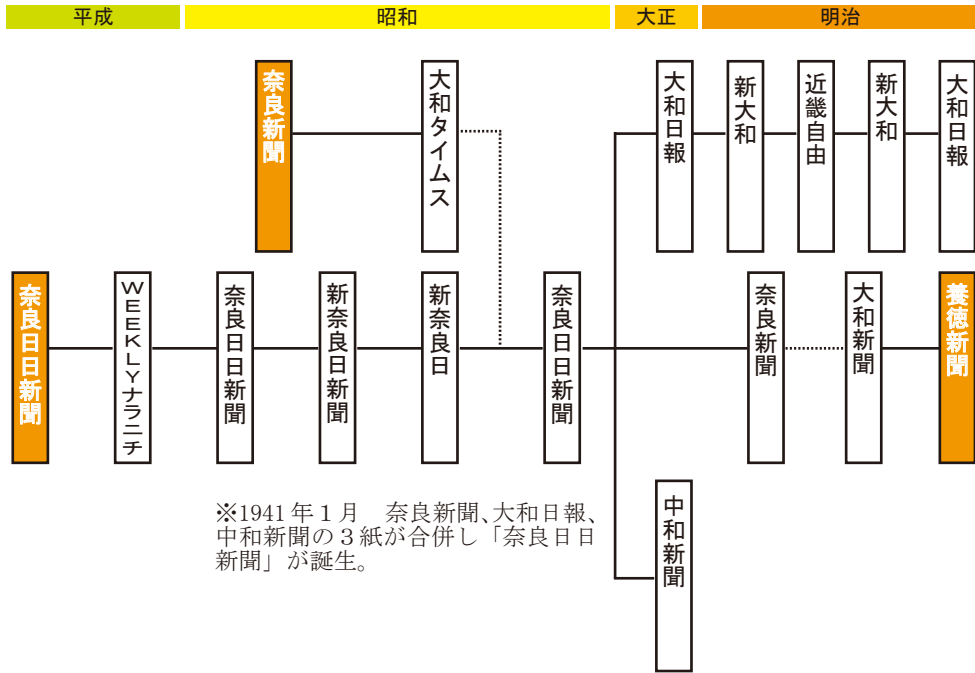 平成
昭和
大正
明治
奈良新聞
大和タイムス
大和日報
新大和
近畿自由
新大和
大和日報
奈良日日新聞
WEEKLYナラニチ
奈良日日新聞
新奈良日新聞
新奈良日
奈良日日新聞
奈良新聞
大和新聞
養徳新聞
中和新聞
※1941年１月　奈良新聞、大和日報、
中和新聞の３紙が合併し「奈良日日
新聞」が誕生。